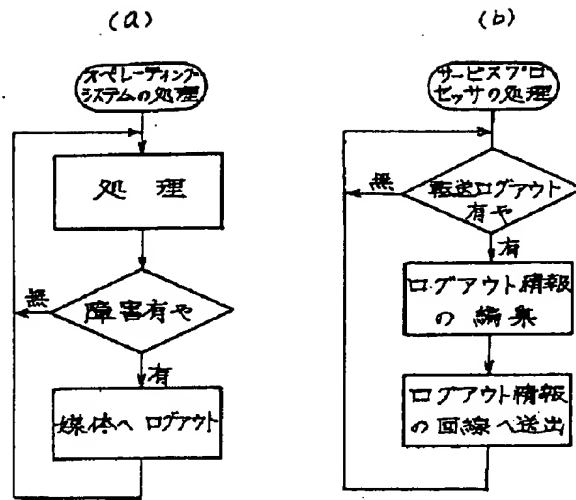 (a)
オペレーティング
システムの処理
処 理
無
障害有や
有
媒体へ ログアウト
(b)
サービスプロ
セッサの処理
無
転送ログアウト
有や
有
ログアウト情報
の 編 集
ログアウト情報
の回線へ送出